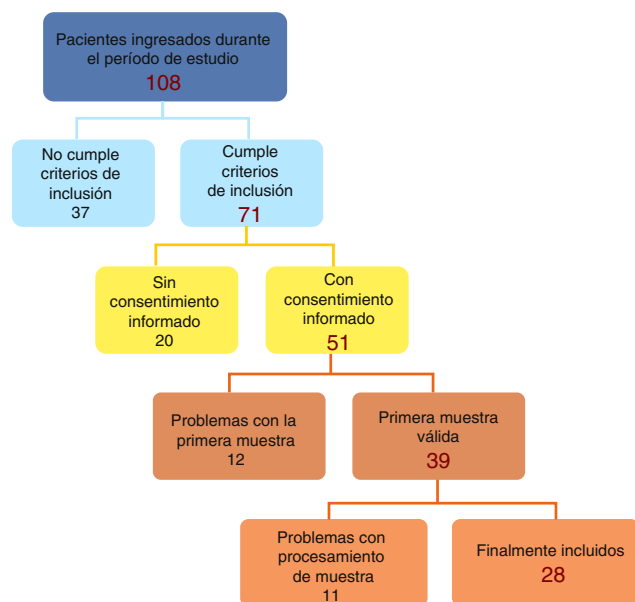 Pacientes ingresados durante
el período de estudio
108
No cumple
criterios de
inclusión
37
Cumple
criterios
de inclusión
71
Sin
consentimiento
informado
20
Con
consentimiento
informado
51
Problemas con la
primera muestra
12
Primera muestra
válida
39
Problemas con
procesamiento
de muestra
11
Finalmente incluidos
28